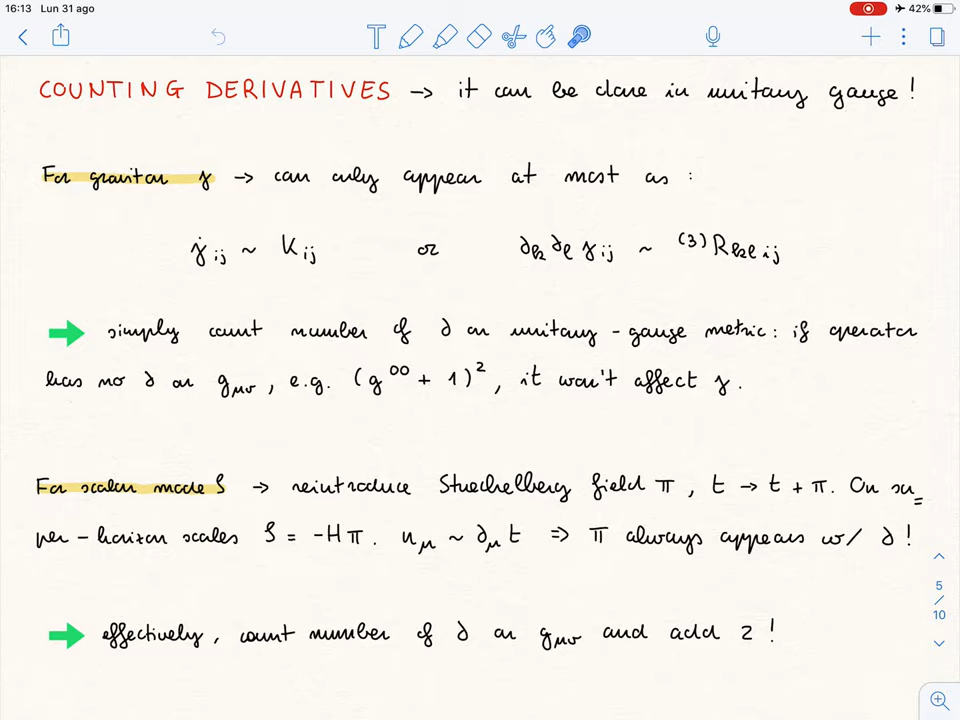 16:13 Lun 31 ago 42%
COUNTING DERIVATIVES → it can be done in unitary gauge!
For graviton γ → can only appear at most as :
γ̇ij ~ Kij or ∂k∂ℓ γij ~ (3)Rkℓij
→ simply count number of ∂ on unitary-gauge metric: if operator
has no ∂ on gμν, e.g. (g⁰⁰ + 1)², it won't affect γ.
For scalar mode ζ → reintroduce Stueckelberg field π, t → t + π. On su=
per-horizon scales ζ = -Hπ. nμ ~ ∂μt ⇒ π always appears w/ ∂!
→ effectively, count number of ∂ on gμν and add 2!
5
/
10